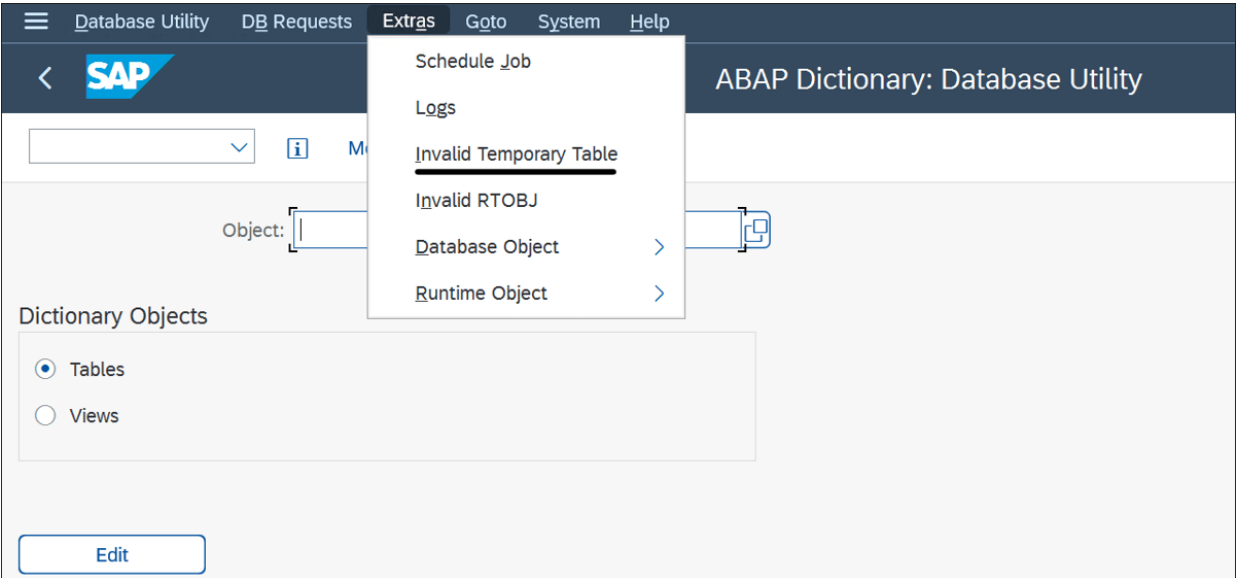 Database Utility DB Requests Extras Goto System Help
SAP ABAP Dictionary: Database Utility
Schedule Job
Logs
Invalid Temporary Table
Invalid RTOBJ
Object:
Database Object
Runtime Object
Dictionary Objects
Tables
Views
Edit